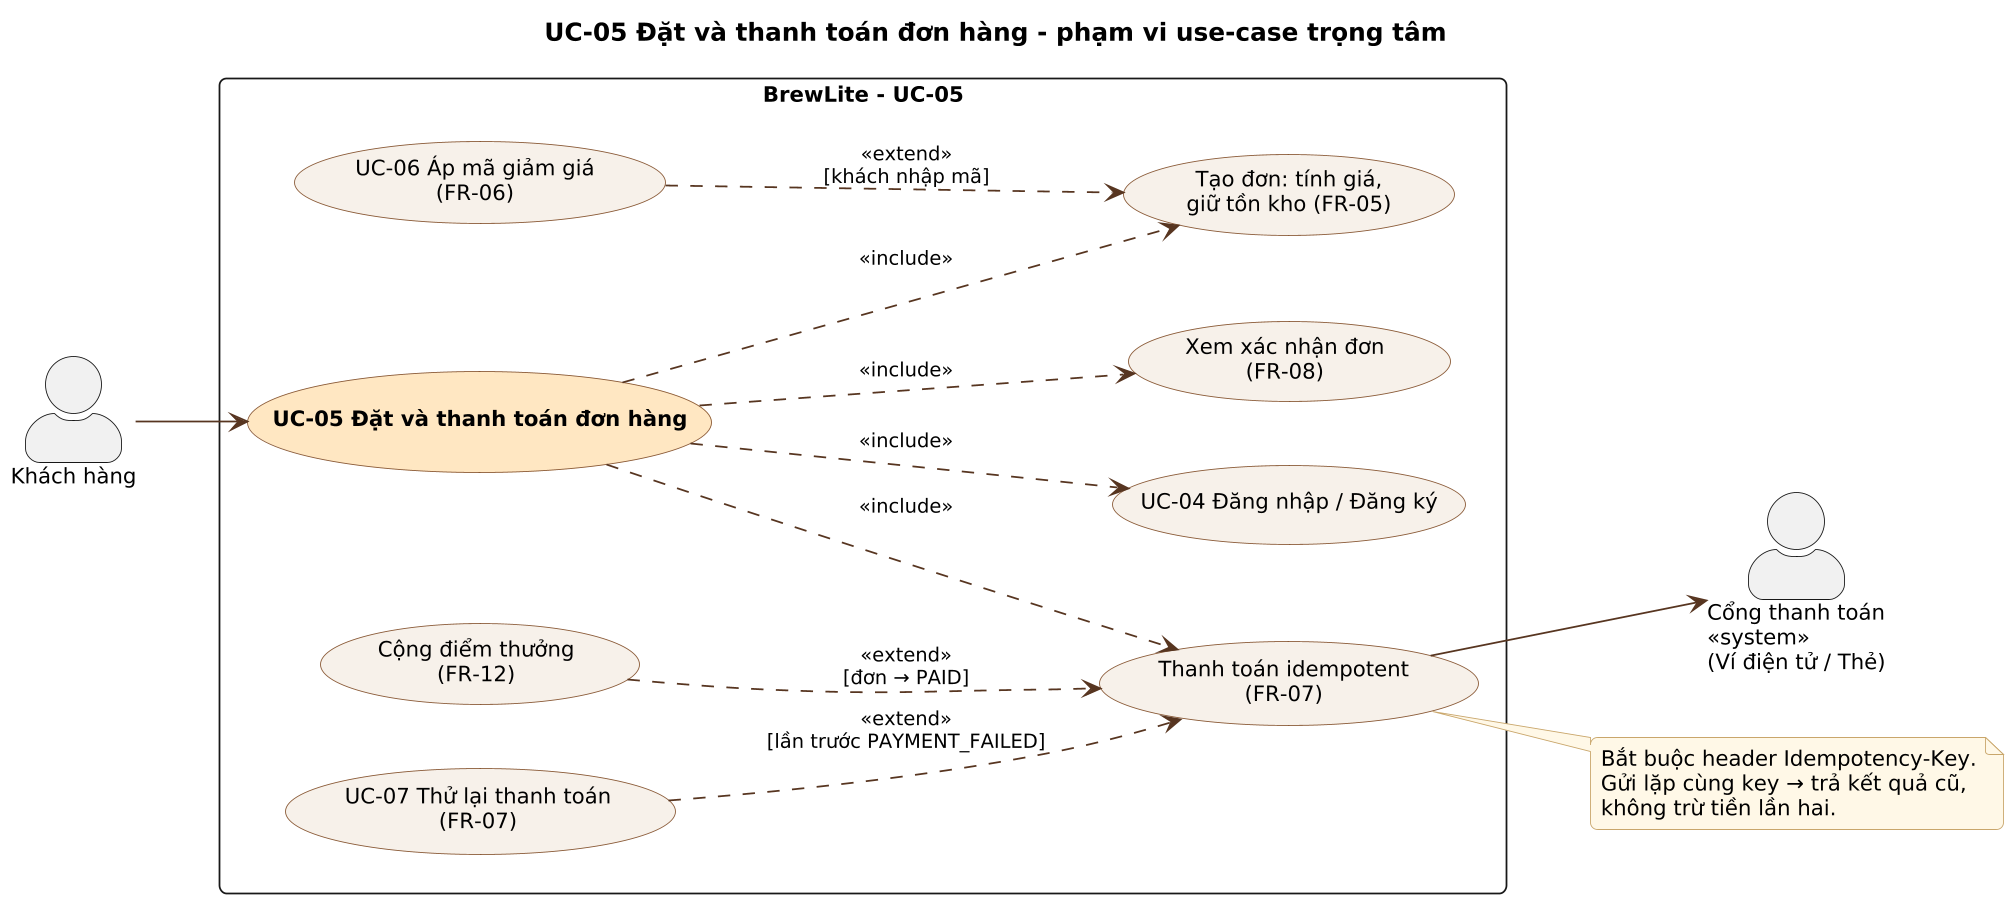 UC-05 Đặt và thanh toán đơn hàng - phạm vi use-case trọng tâm
BrewLite - UC-05
UC-06 Áp mã giảm giá
(FR-06)
«extend»
[khách nhập mã]
Tạo đơn: tính giá,
giữ tồn kho (FR-05)
«include»
Xem xác nhận đơn
(FR-08)
«include»
UC-05 Đặt và thanh toán đơn hàng
Khách hàng
«include»
UC-04 Đăng nhập / Đăng ký
«include»
Cổng thanh toán
«system»
(Ví điện tử / Thẻ)
Cộng điểm thưởng
(FR-12)
«extend»
[đơn → PAID]
Thanh toán idempotent
(FR-07)
«extend»
[lần trước PAYMENT_FAILED]
UC-07 Thử lại thanh toán
(FR-07)
Bắt buộc header Idempotency-Key.
Gửi lặp cùng key → trả kết quả cũ,
không trừ tiền lần hai.